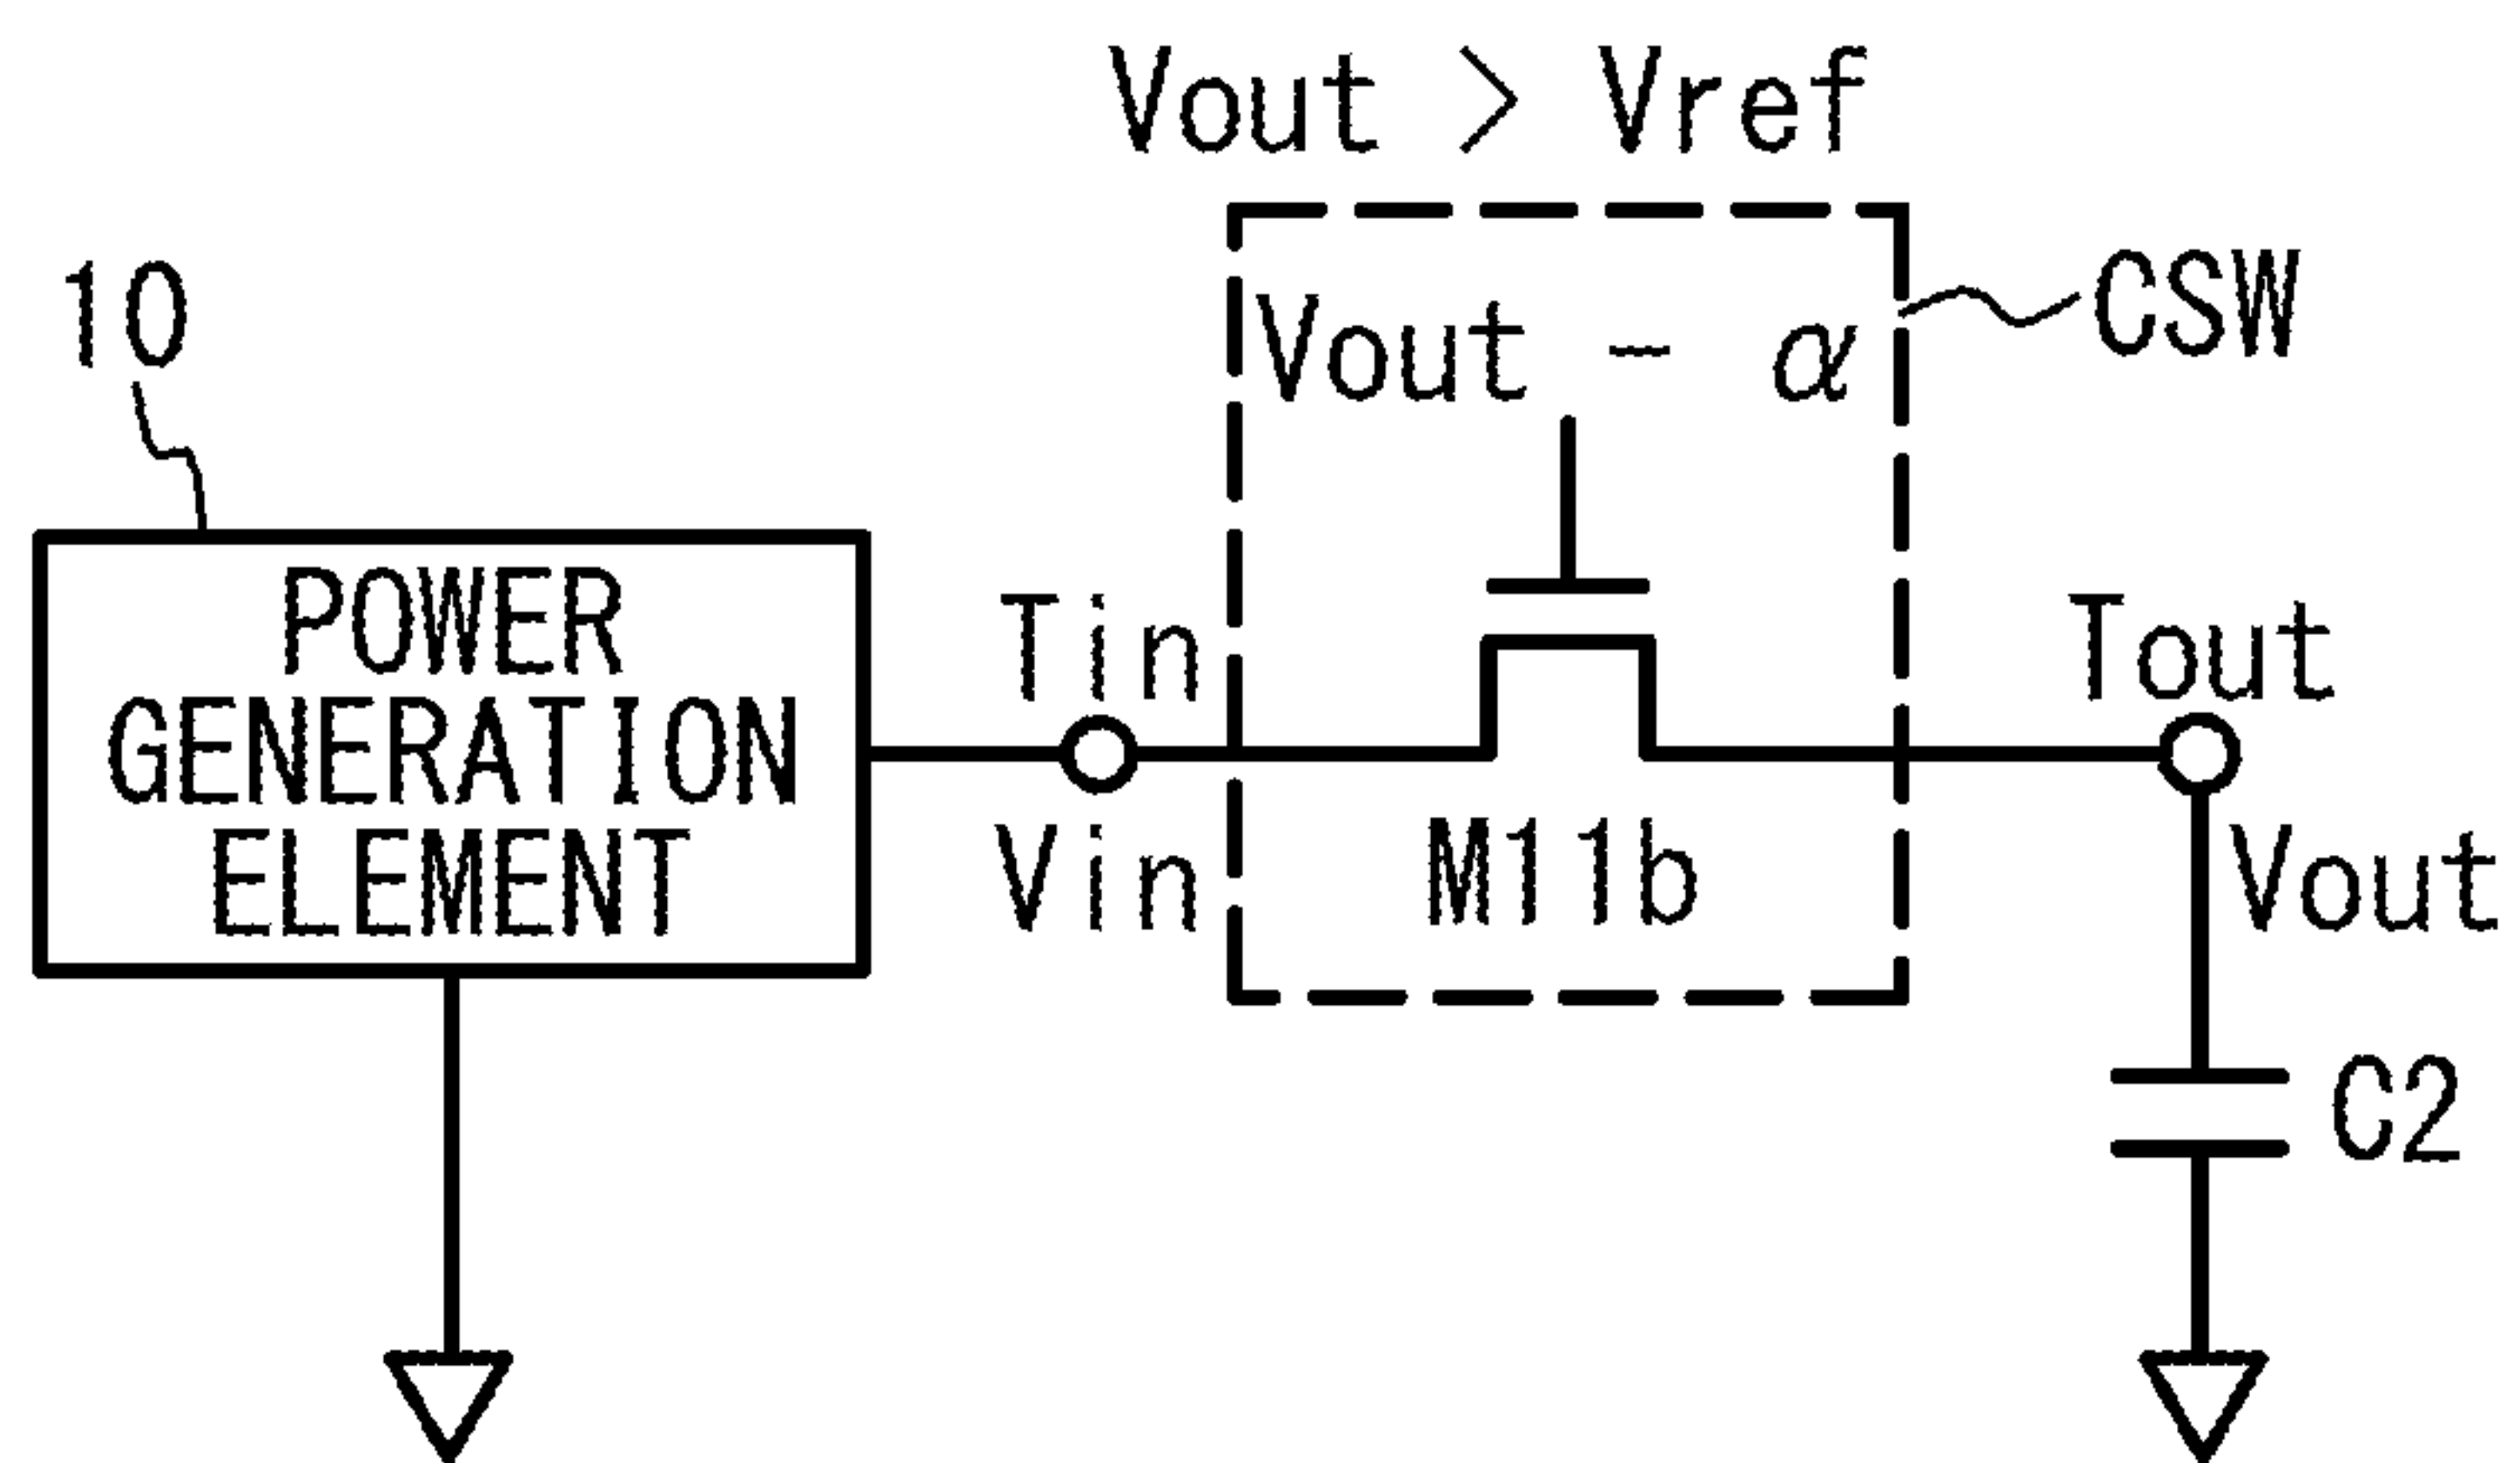 Vout > Vref
10
CSW
Vout - α
POWER
GENERATION
ELEMENT
Tin
Tout
Vin
M11b
Vout
C2